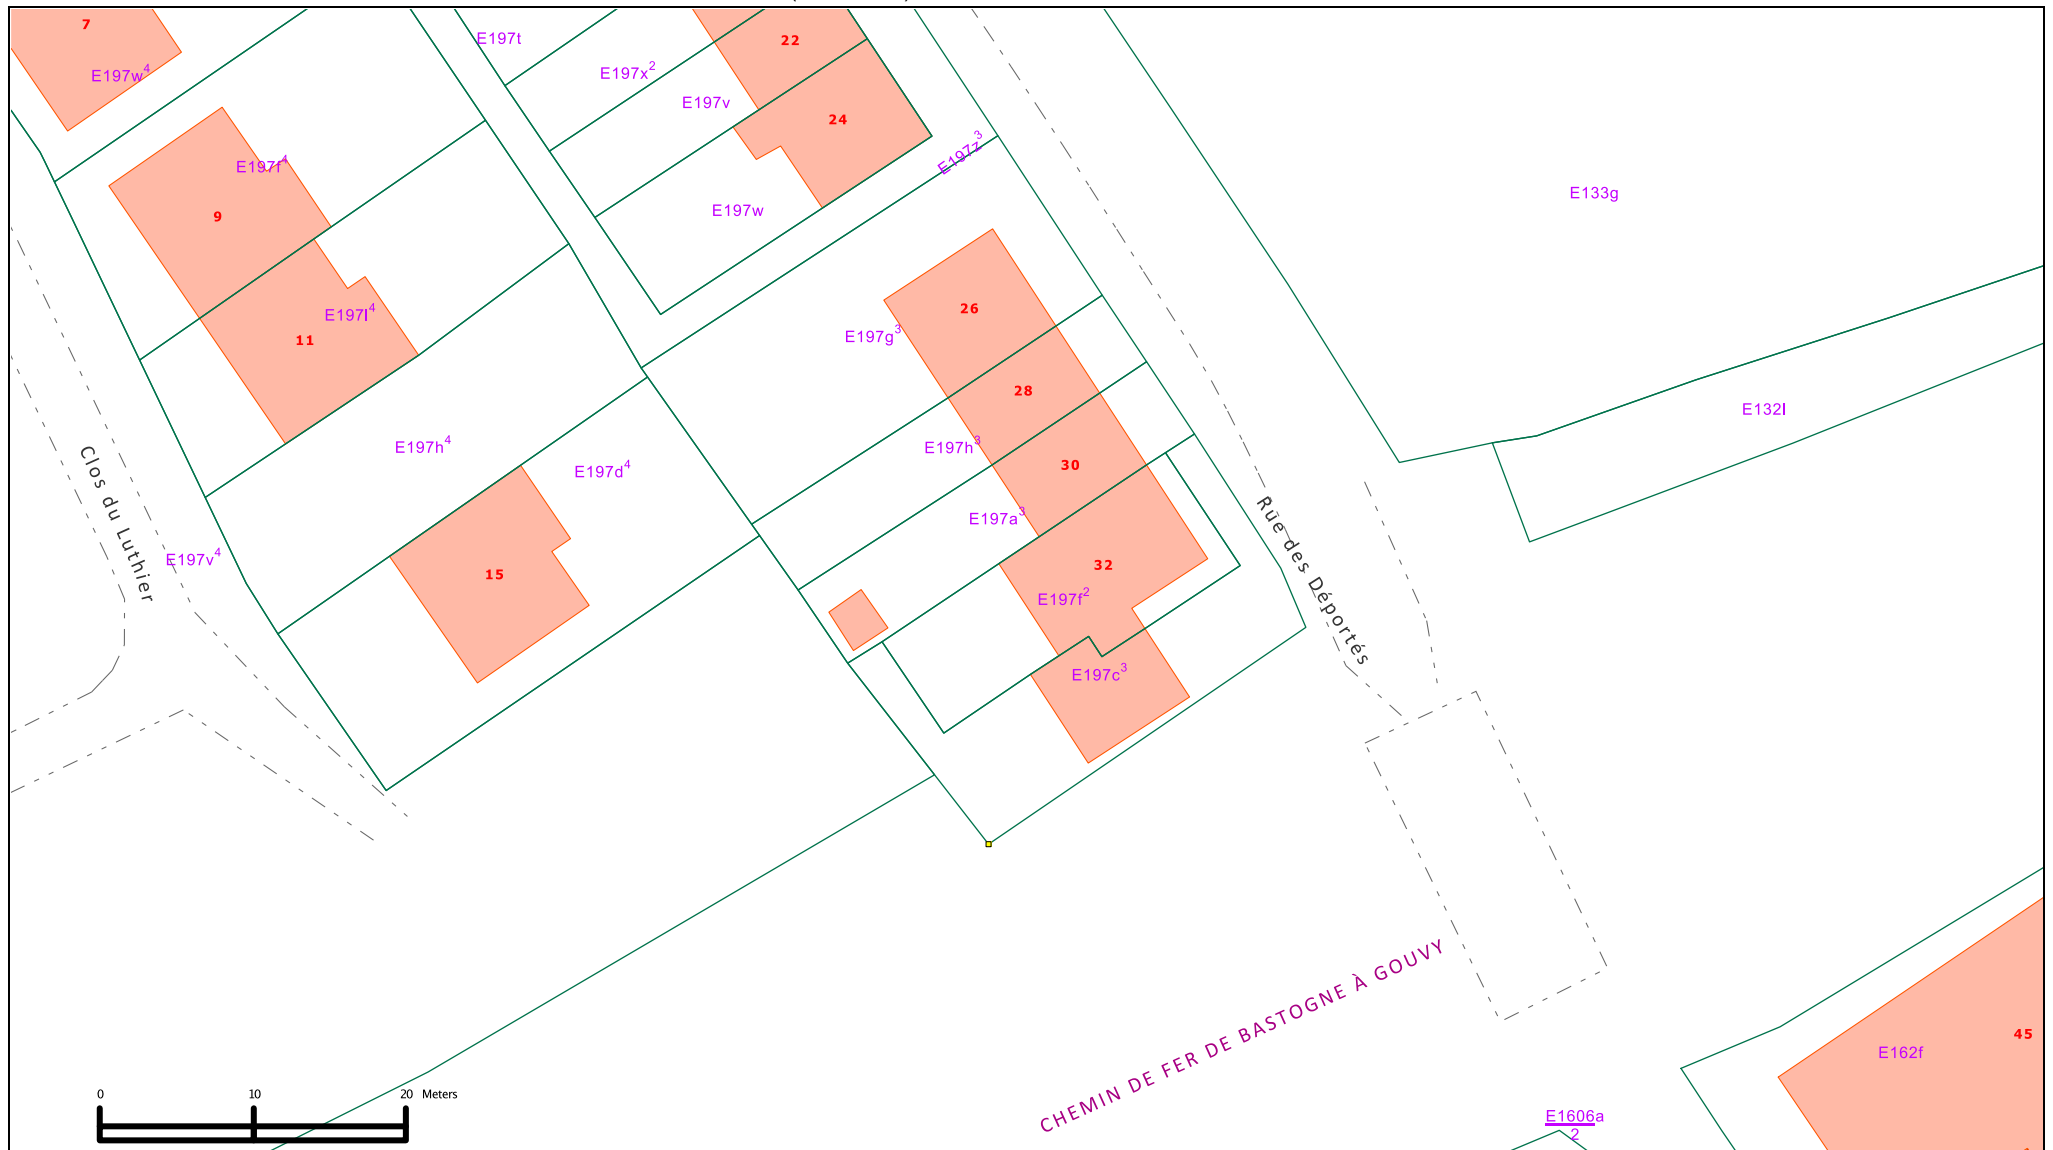 7
E197w⁴
E197t
E197x²
22
E197v
24
E197z³
E197f⁴
9
E197w
E133g
E197l⁴
11
26
E197g³
28
E132l
E197h⁴
E197h³
E197d⁴
30
Clos du Luthier
E197a³
Rue des Déportés
E197v⁴
15
32
E197f²
E197c³
CHEMIN DE FER DE BASTOGNE À GOUVY
45
E162f
0 10 20 Meters
E1606a
2